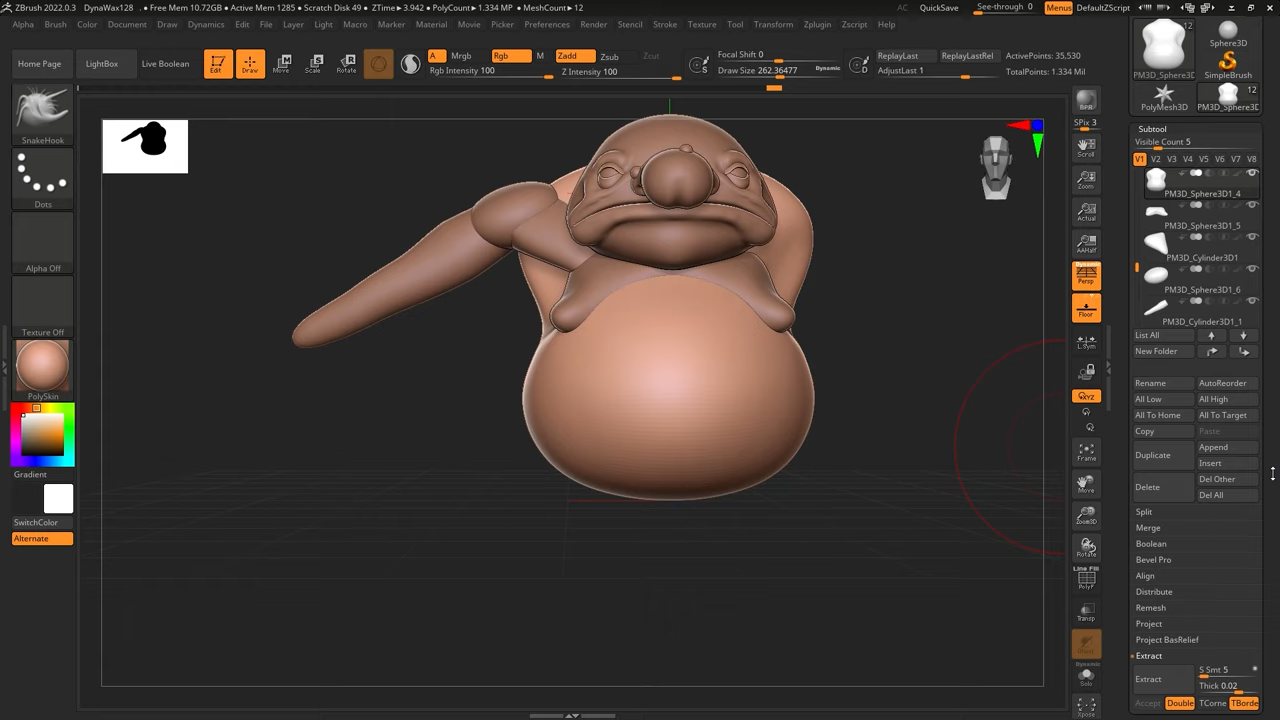 ZBrush 2022.0.3 DynaWax128 . ● Free Mem 10.72GB ● Active Mem 1285 ● Scratch Disk 49 ● ZTime▸3.942 ● PolyCount▸1.334 MP ● MeshCount▸12 AC QuickSave See-through 0 Menus DefaultZScript
Alpha Brush Color Document Draw Dynamics Edit File Layer Light Macro Marker Material Movie Picker Preferences Render Stencil Stroke Texture Tool Transform Zplugin Zscript Help
Home Page LightBox Live Boolean Edit Draw Move Scale Rotate
A Mrgb Rgb M Zadd Zsub Zcut
Rgb Intensity 100 Z Intensity 100
Focal Shift 0
Draw Size 262.36477 Dynamic
S D
ReplayLast ReplayLastRel
AdjustLast 1
ActivePoints: 35,530
TotalPoints: 1.334 Mil
SnakeHook
Dots
Alpha Off
Texture Off
PolySkin
Gradient
SwitchColor
Alternate
BPR
SPix 3
Scroll
Zoom
Actual
AAHalf
Dynamic
Persp
Floor
L.Sym
XYZ
Frame
Move
Zoom3D
Rotate
Line Fill
PolyF
Transp
Ghost
Dynamic
Solo
Xpose
12
PM3D_Sphere3D
Sphere3D
SimpleBrush
PolyMesh3D
12
PM3D_Sphere3D
Subtool
Visible Count 5
V1 V2 V3 V4 V5 V6 V7 V8
PM3D_Sphere3D1_4
PM3D_Sphere3D1_5
PM3D_Cylinder3D1
PM3D_Sphere3D1_6
PM3D_Cylinder3D1_1
List All
New Folder
Rename AutoReorder
All Low All High
All To Home All To Target
Copy Paste
Duplicate Append
Insert
Delete Del Other
Del All
Split
Merge
Boolean
Bevel Pro
Align
Distribute
Remesh
Project
Project BasRelief
Extract
Extract S Smt 5
Thick 0.02
Accept Double TCorne TBorde